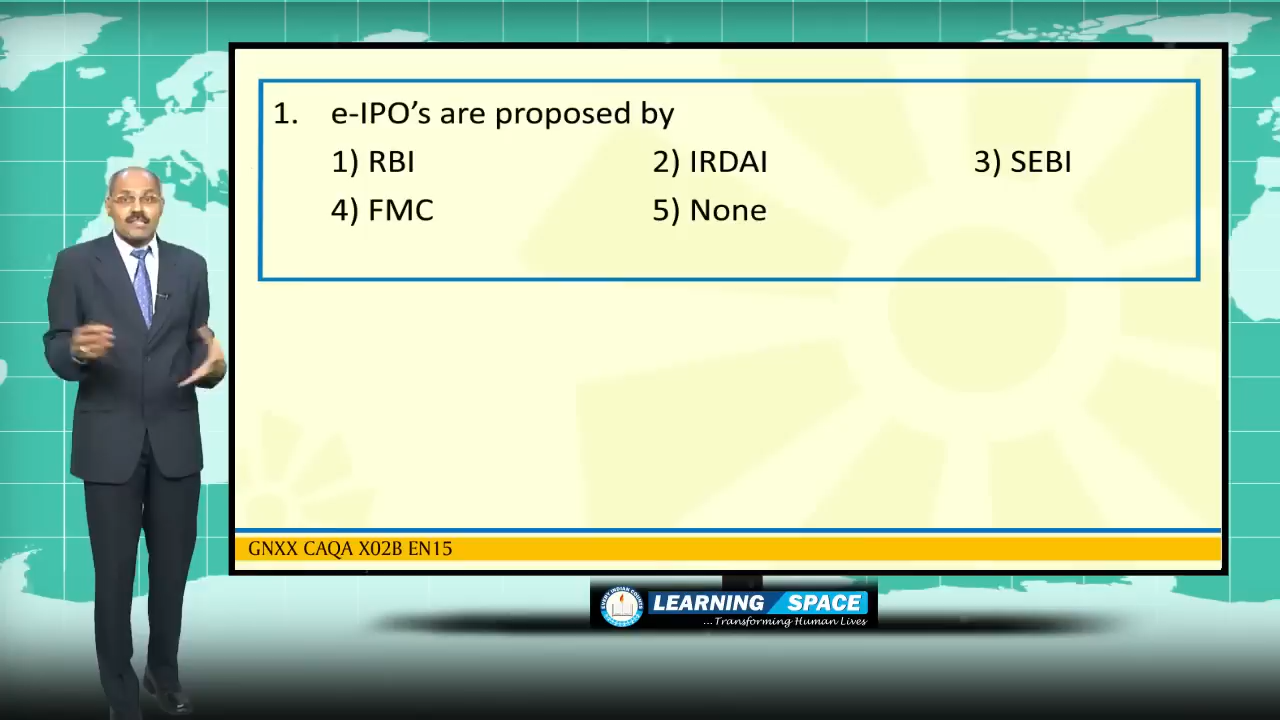 1. e-IPO’s are proposed by
1) RBI 2) IRDAI 3) SEBI
4) FMC 5) None
GNXX CAQA X02B EN15
LEARNING SPACE
...Transforming Human Lives